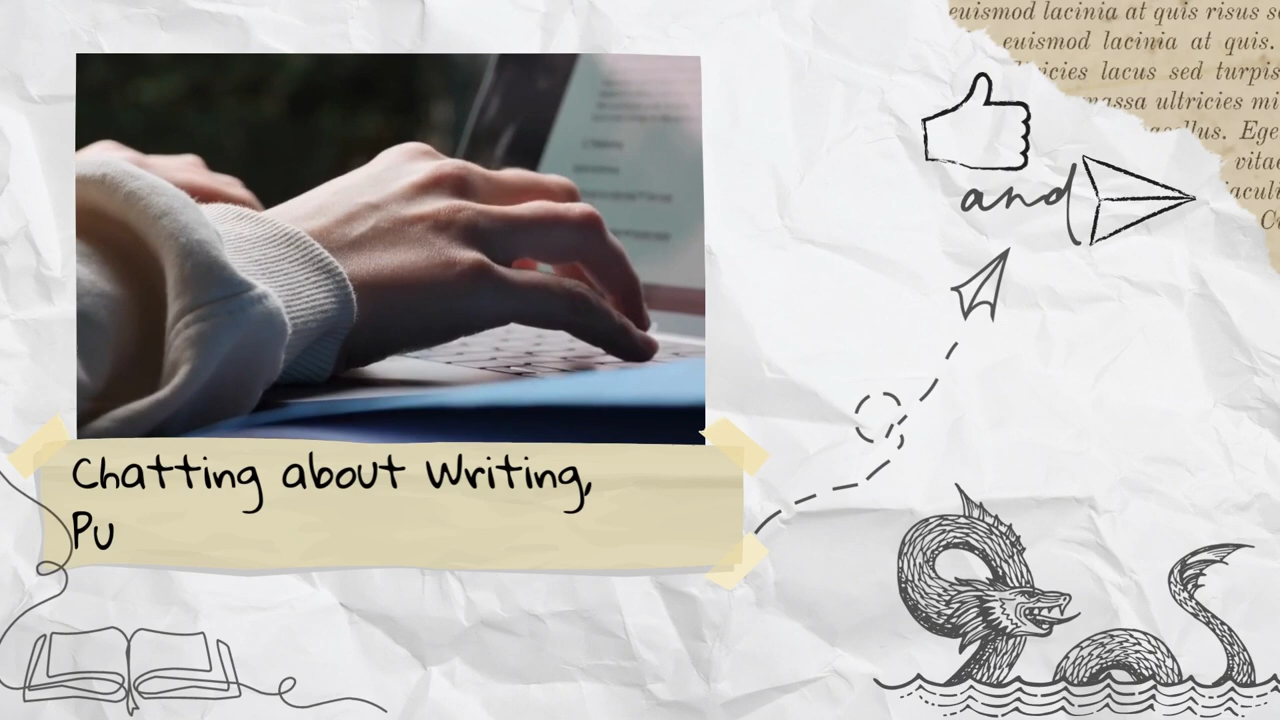 Chatting about Writing,
Pu
and
euismod lacinia at quis risus
euismod lacinia at quis.
lacus sed turpis
massa ultricies mi
Ege